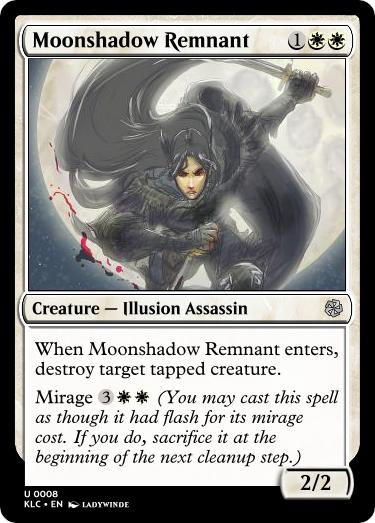 Moonshadow Remnant 1
Creature — Illusion Assassin
When Moonshadow Remnant enters,
destroy target tapped creature.
Mirage 3 (You may cast this spell
as though it had flash for its mirage
cost. If you do, sacrifice it at the
beginning of the next cleanup step.)
2/2
U 0008
KLC • EN LADYWINDE